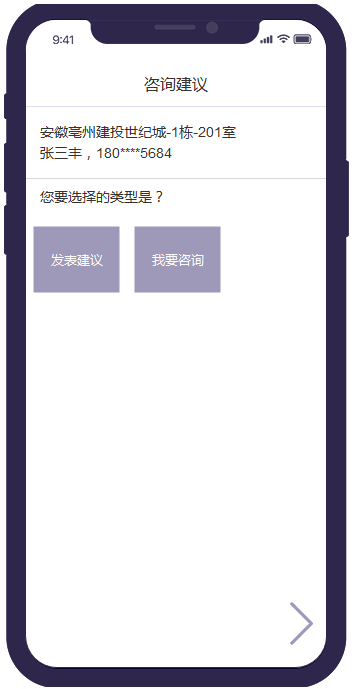 9:41
咨询建议
安徽亳州建投世纪城-1栋-201室
张三丰，180****5684
您要选择的类型是？
发表建议 我要咨询